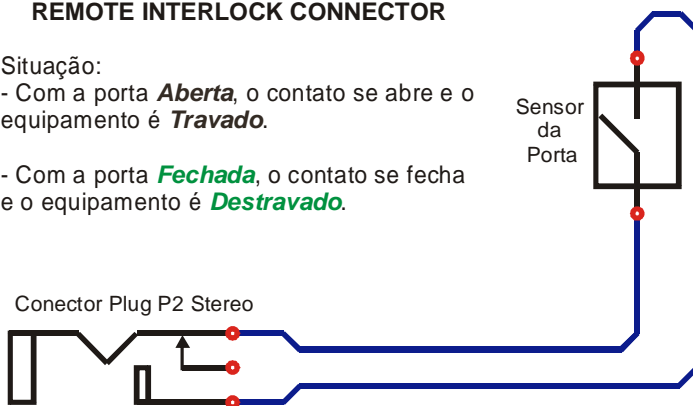 REMOTE INTERLOCK CONNECTOR
Situação:
- Com a porta Aberta, o contato se abre e o
equipamento é Travado.
- Com a porta Fechada, o contato se fecha
e o equipamento é Destravado.
Sensor
da
Porta
Conector Plug P2 Stereo